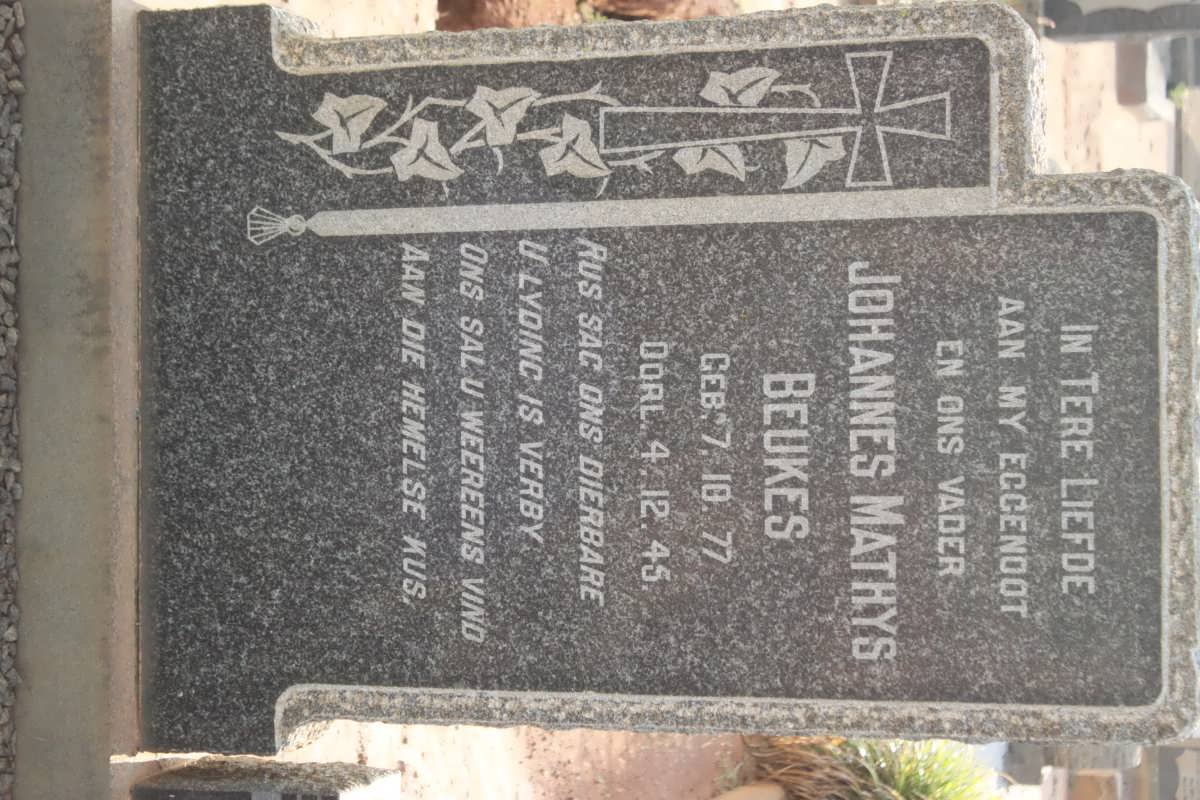 IN TERE LIEFDE
AAN MY EGGENOOT
EN ONS VADER
JOHANNES MATHYS
BEUKES
GEB. 7. 10. 77
OORL. 4. 12. 45.
RUS SAG ONS DIERBARE
U LYDING IS VERBY
ONS SAL U WEEREENS VIND
AAN DIE HEMELSE KUS.